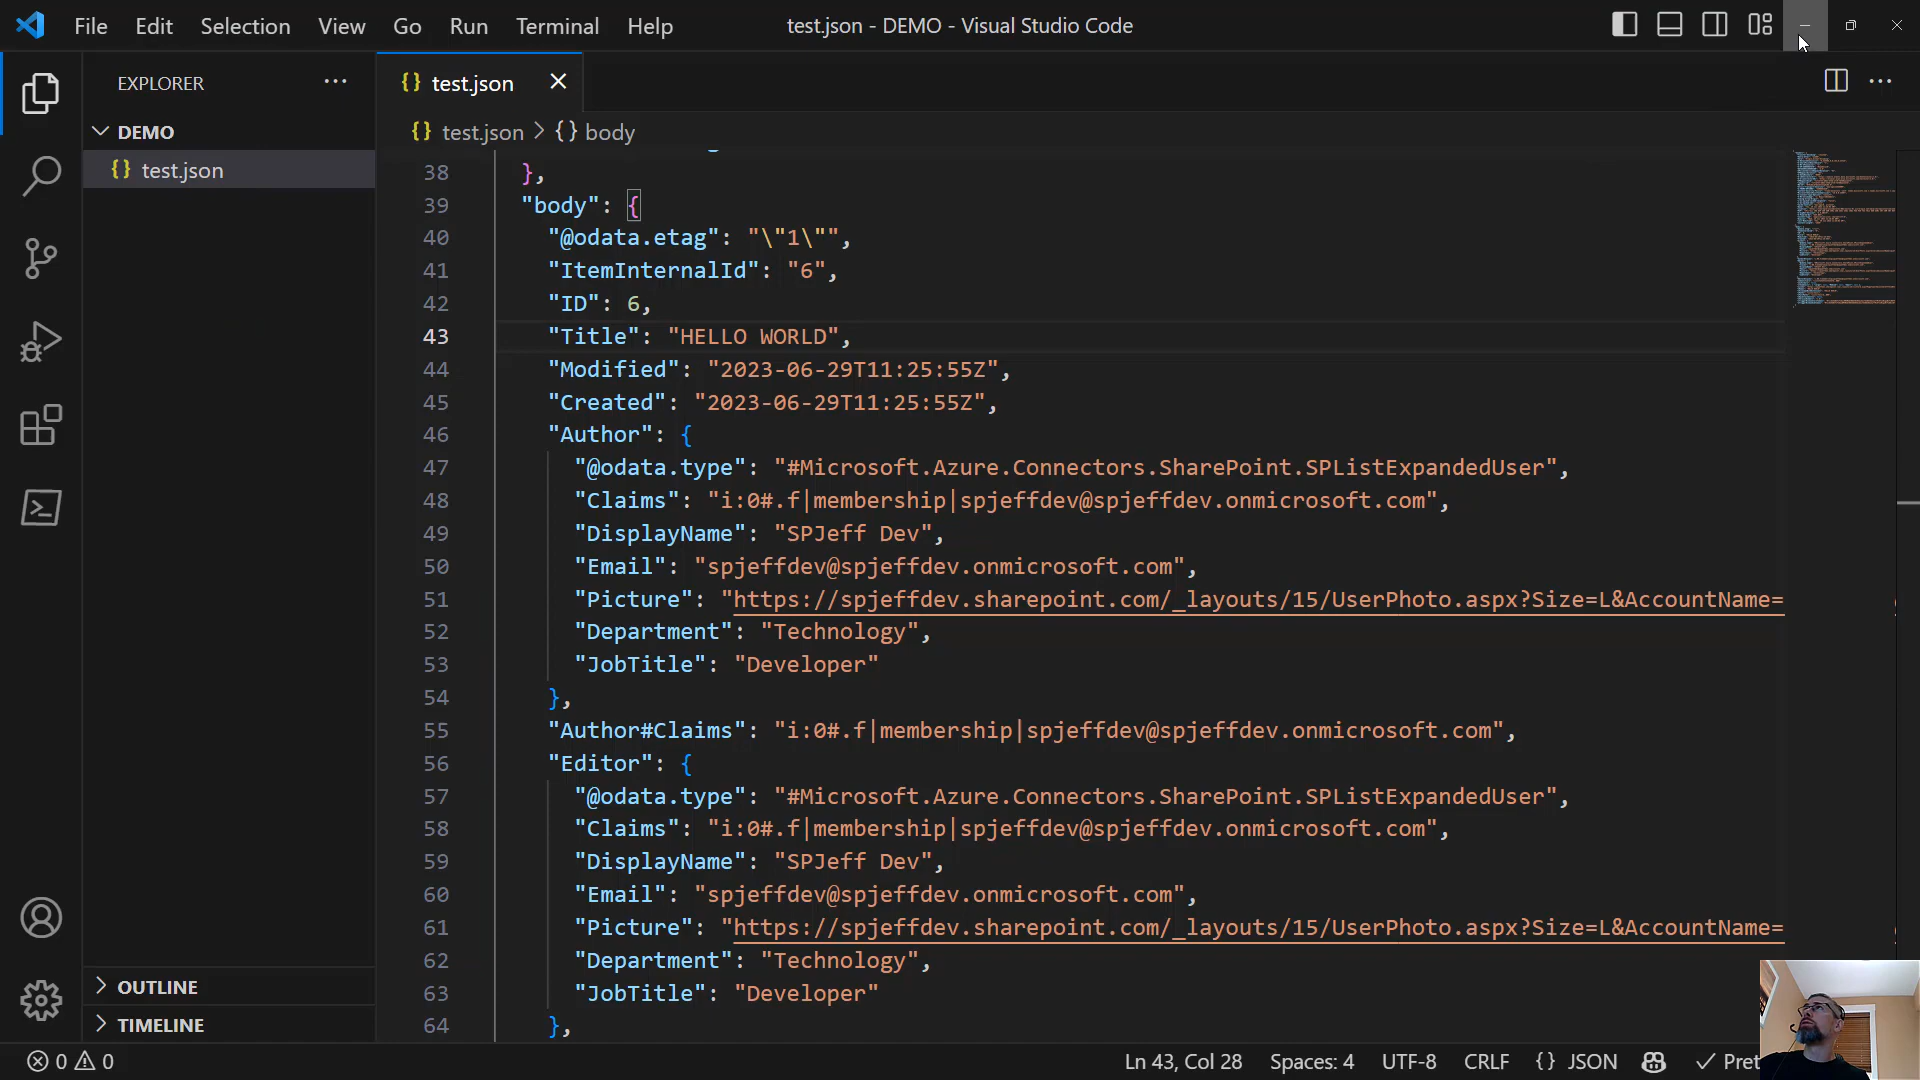 File Edit Selection View Go Run Terminal Help
test.json - DEMO - Visual Studio Code
EXPLORER
DEMO
{} test.json
OUTLINE
TIMELINE
{} test.json
{} test.json > {} body
38 },
39 "body": {
40 "@odata.etag": "\"1\"",
41 "ItemInternalId": "6",
42 "ID": 6,
43 "Title": "HELLO WORLD",
44 "Modified": "2023-06-29T11:25:55Z",
45 "Created": "2023-06-29T11:25:55Z",
46 "Author": {
47 "@odata.type": "#Microsoft.Azure.Connectors.SharePoint.SPListExpandedUser",
48 "Claims": "i:0#.f|membership|spjeffdev@spjeffdev.onmicrosoft.com",
49 "DisplayName": "SPJeff Dev",
50 "Email": "spjeffdev@spjeffdev.onmicrosoft.com",
51 "Picture": "https://spjeffdev.sharepoint.com/_layouts/15/UserPhoto.aspx?Size=L&AccountName=
52 "Department": "Technology",
53 "JobTitle": "Developer"
54 },
55 "Author#Claims": "i:0#.f|membership|spjeffdev@spjeffdev.onmicrosoft.com",
56 "Editor": {
57 "@odata.type": "#Microsoft.Azure.Connectors.SharePoint.SPListExpandedUser",
58 "Claims": "i:0#.f|membership|spjeffdev@spjeffdev.onmicrosoft.com",
59 "DisplayName": "SPJeff Dev",
60 "Email": "spjeffdev@spjeffdev.onmicrosoft.com",
61 "Picture": "https://spjeffdev.sharepoint.com/_layouts/15/UserPhoto.aspx?Size=L&AccountName=
62 "Department": "Technology",
63 "JobTitle": "Developer"
64 },
0 0
Ln 43, Col 28 Spaces: 4 UTF-8 CRLF {} JSON Pret